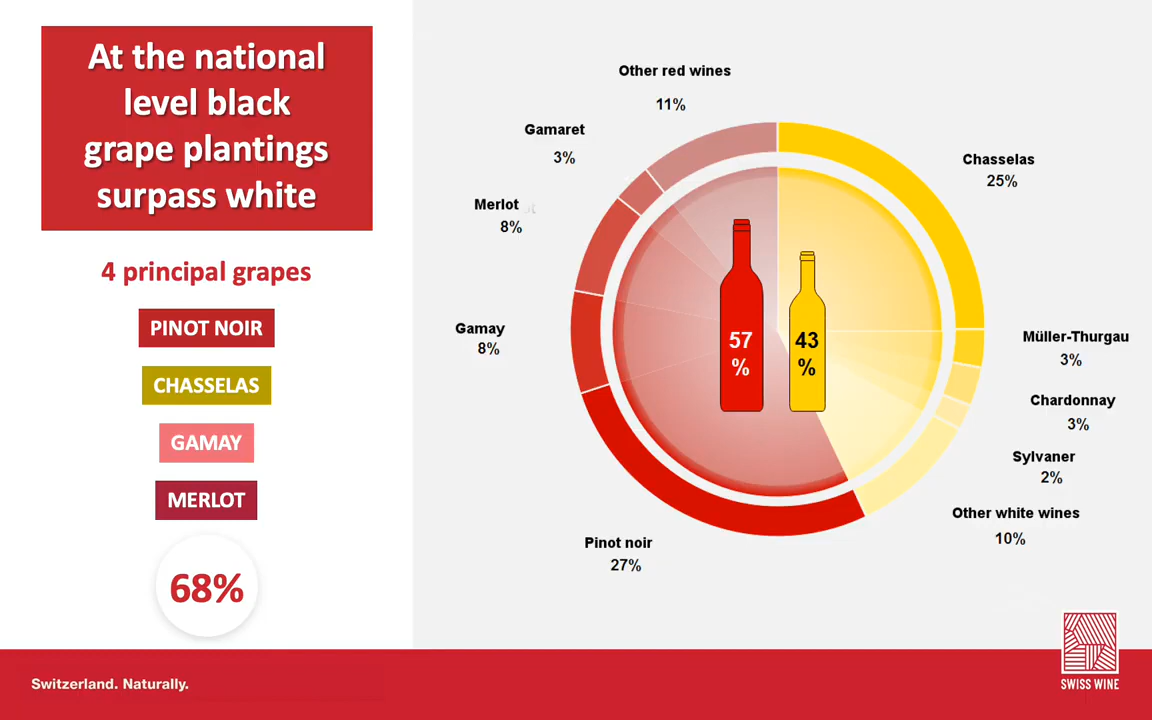 At the national
level black
grape plantings
surpass white
4 principal grapes
PINOT NOIR
CHASSELAS
GAMAY
MERLOT
68%
Other red wines
11%
Gamaret
3%
Merlot
8%
Gamay
8%
Pinot noir
27%
Chasselas
25%
Müller-Thurgau
3%
Chardonnay
3%
Sylvaner
2%
Other white wines
10%
57
%
43
%
Switzerland. Naturally.
SWISS WINE